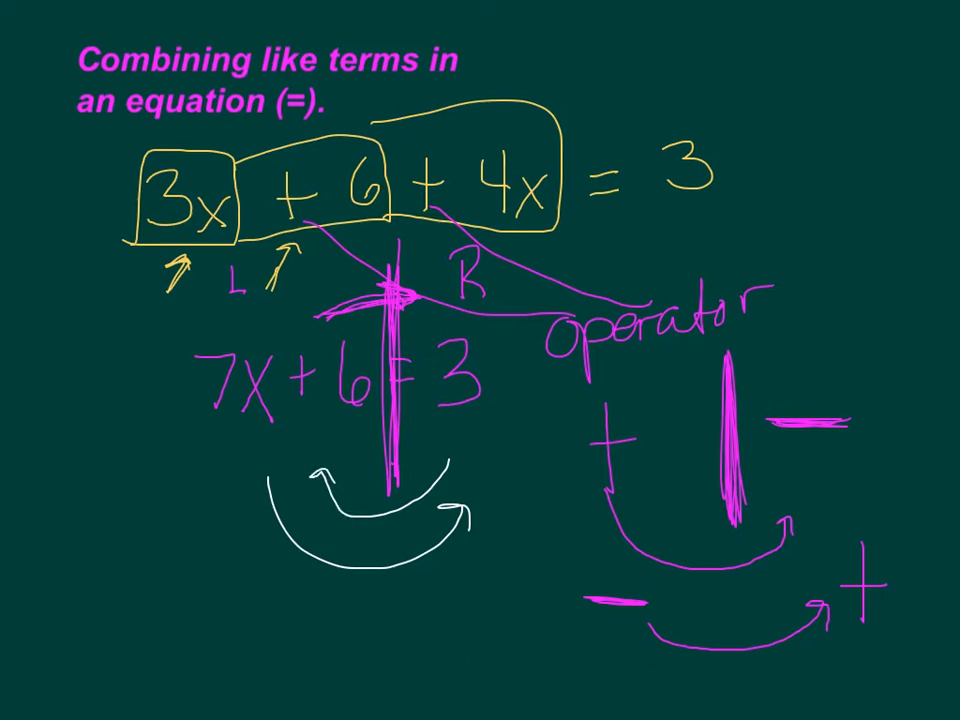 Combining like terms in
an equation (=).
3x + 6 + 4x = 3
L R
operator
7x + 6 = 3
+ −
− +